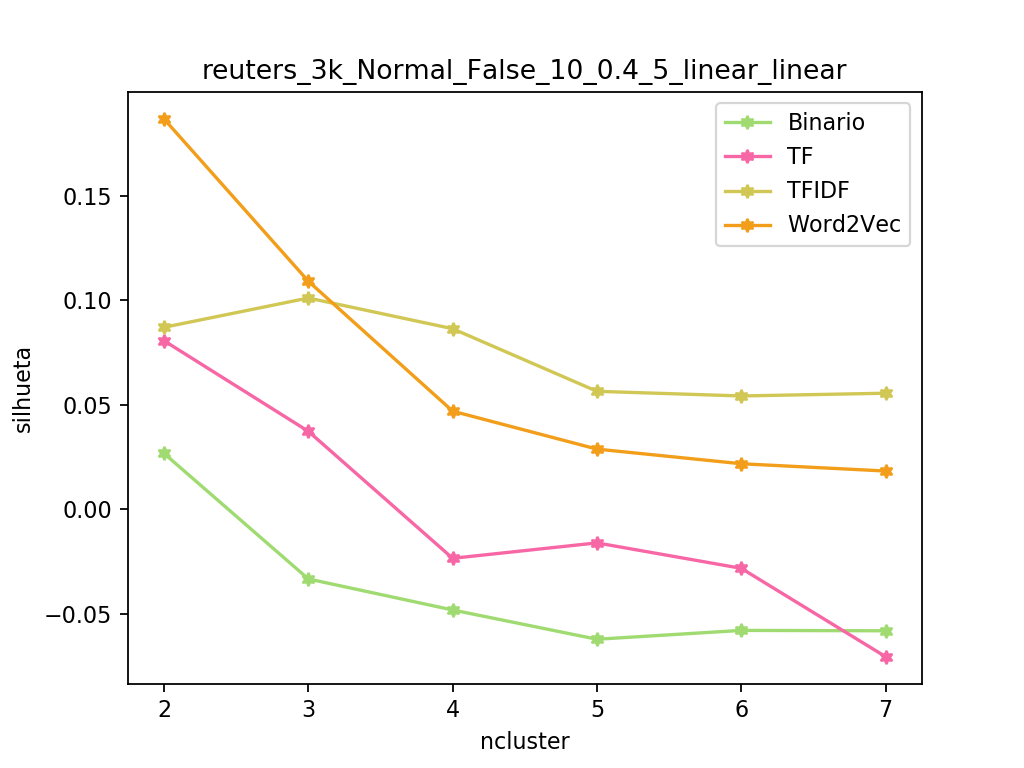 reuters_3k_Normal_False_10_0.4_5_linear_linear
Binario
TF
TFIDF
Word2Vec
silhueta
0.15
0.10
0.05
0.00
−0.05
2 3 4 5 6 7
ncluster